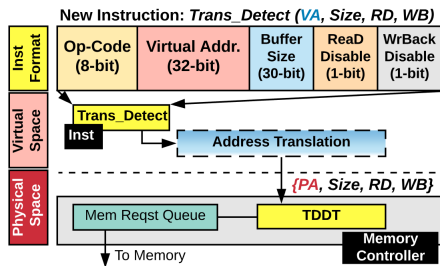 New Instruction: Trans_Detect (VA, Size, RD, WB)
Inst
Format
Op-Code
(8-bit)
Virtual Addr.
(32-bit)
Buffer
Size
(30-bit)
ReaD
Disable
(1-bit)
WrBack
Disable
(1-bit)
Virtual
Space
Trans_Detect
Inst
Address Translation
Physical
Space
{PA, Size, RD, WB}
Mem Reqst Queue
TDDT
To Memory
Memory
Controller